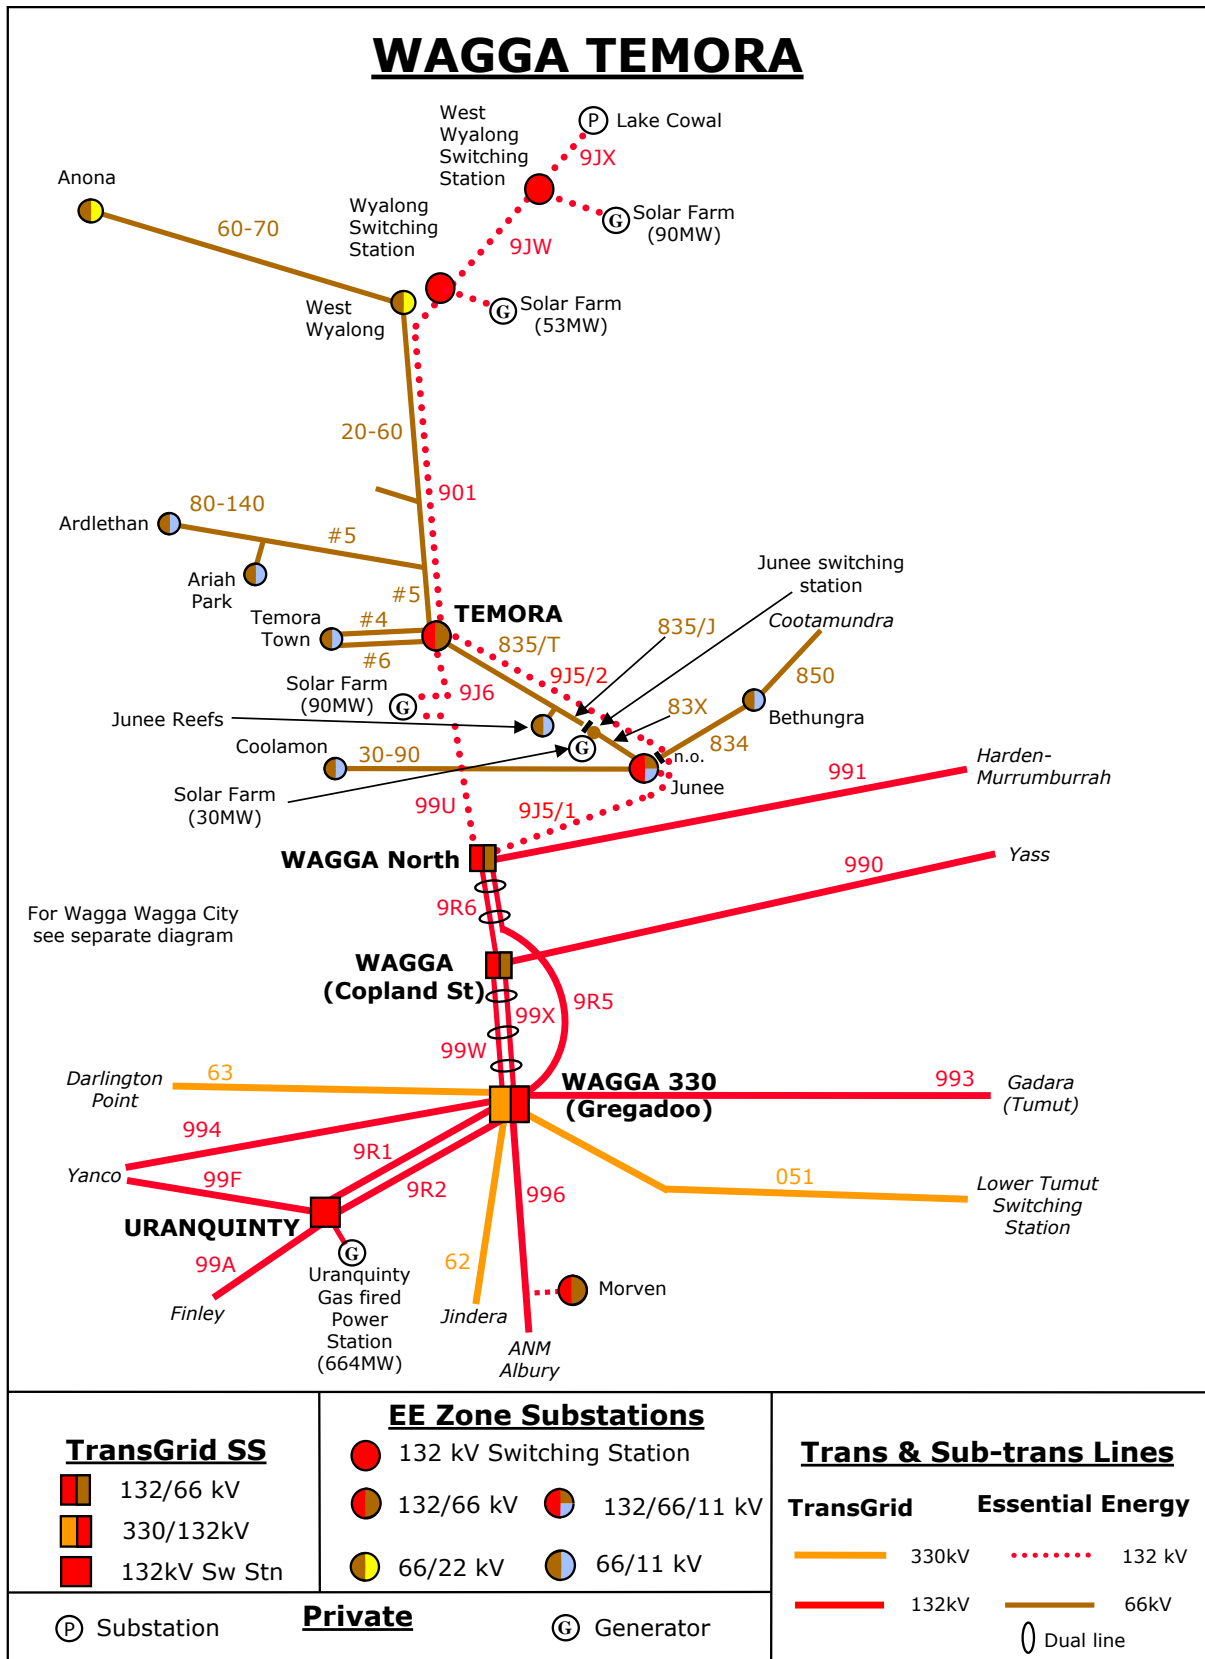 WAGGA TEMORA
West
Wyalong
Switching
Station
P
Lake Cowal
9JX
Anona
60-70
Wyalong
Switching
Station
G
Solar Farm
(90MW)
9JW
West
Wyalong
G
Solar Farm
(53MW)
20-60
901
80-140
Ardlethan
#5
Ariah
Park
#5
Junee switching
station
Temora
Town
#4
#6
TEMORA
835/T
835/J
Cootamundra
9J5/2
850
Solar Farm
(90MW)
G
9J6
83X
Bethungra
Junee Reefs
834
Coolamon
30-90
G
n.o.
Junee
Harden-
Murrumburrah
991
Solar Farm
(30MW)
99U
9J5/1
WAGGA North
990
Yass
For Wagga Wagga City
see separate diagram
9R6
WAGGA
(Copland St)
99X
9R5
99W
Darlington
Point
63
WAGGA 330
(Gregadoo)
993
Gadara
(Tumut)
994
9R1
Yanco
99F
9R2
996
051
Lower Tumut
Switching
Station
URANQUINTY
99A
G
62
Uranquinty
Gas fired
Power
Station
(664MW)
Morven
Finley
Jindera
ANM
Albury
TransGrid SS
132/66 kV
330/132kV
132kV Sw Stn
EE Zone Substations
132 kV Switching Station
132/66 kV
132/66/11 kV
66/22 kV
66/11 kV
Private
P
Substation
G
Generator
Trans & Sub-trans Lines
TransGrid
Essential Energy
330kV
132 kV
132kV
66kV
Dual line